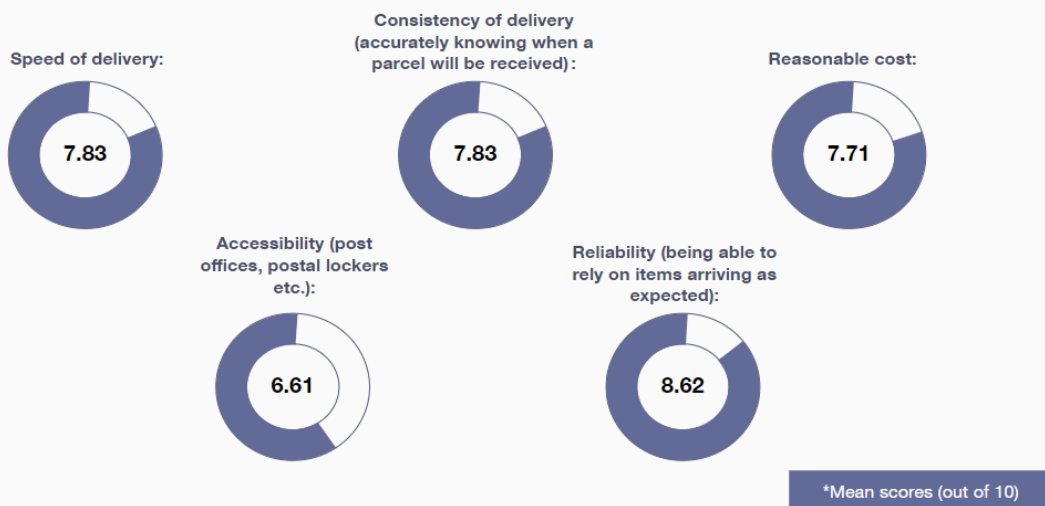 Speed of delivery:
7.83
Consistency of delivery
(accurately knowing when a
parcel will be received):
7.83
Reasonable cost:
7.71
Accessibility (post
offices, postal lockers
etc.):
6.61
Reliability (being able to
rely on items arriving as
expected):
8.62
*Mean scores (out of 10)